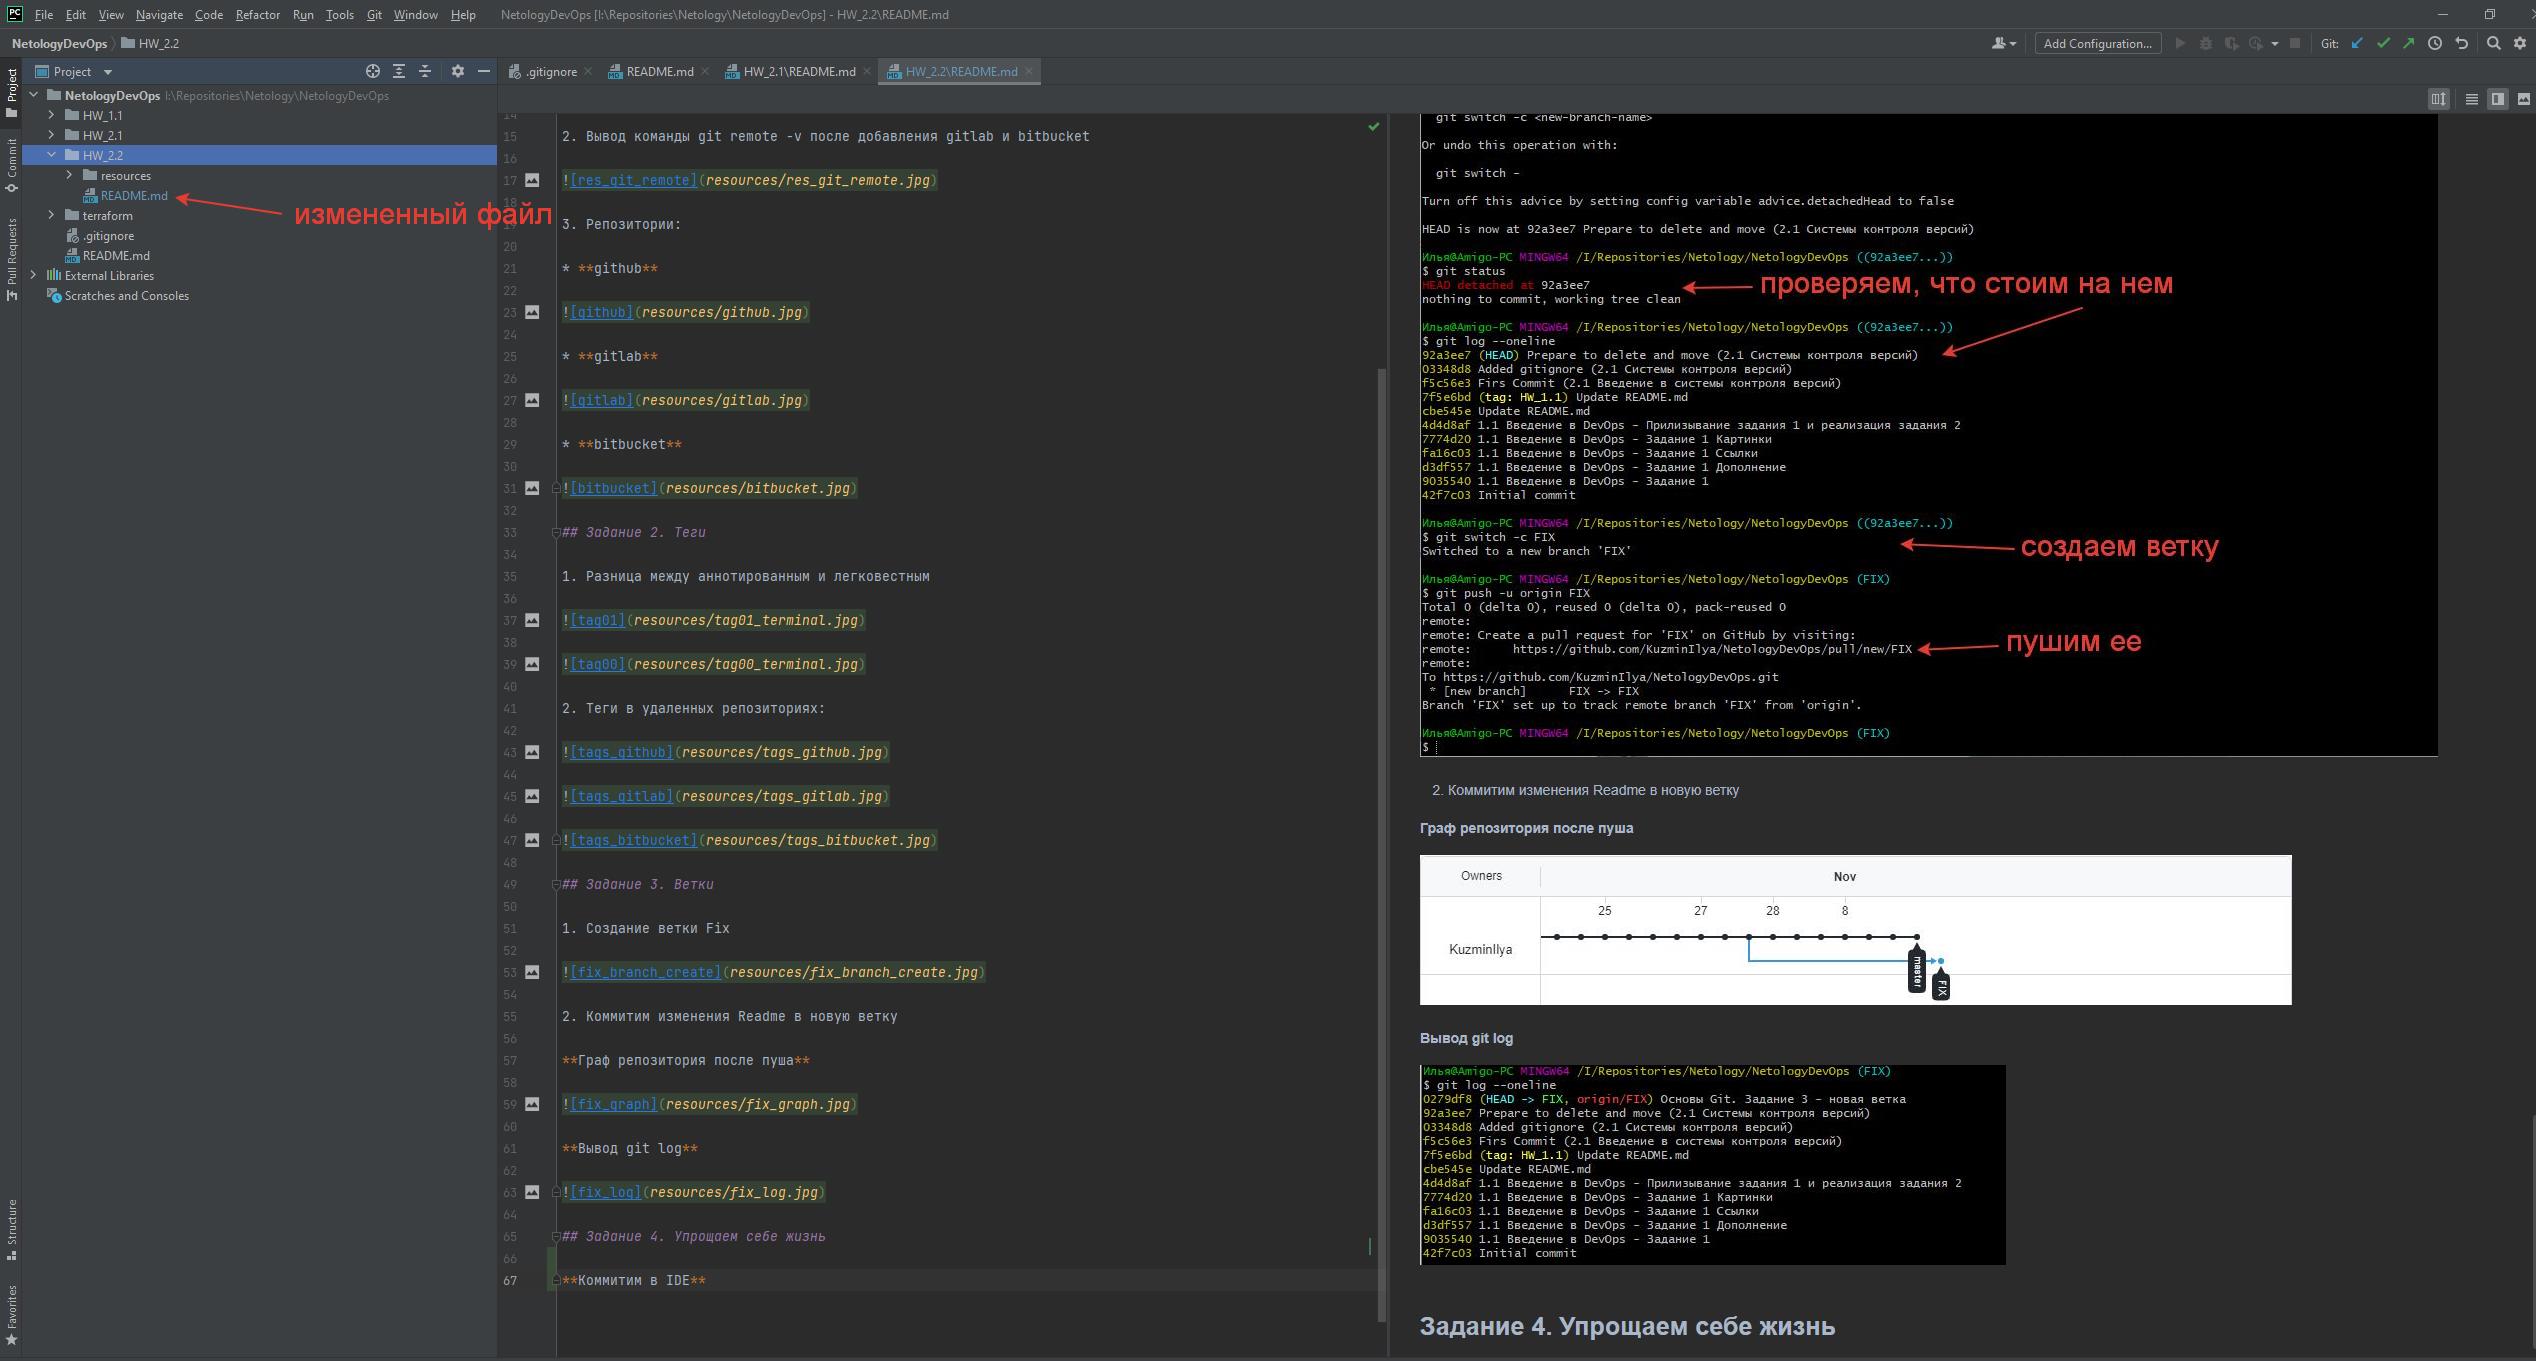 PC File Edit View Navigate Code Refactor Run Tools Git Window Help NetologyDevOps [I:\Repositories\Netology\NetologyDevOps] - HW_2.2\README.md
NetologyDevOps HW_2.2
Add Configuration... Git:
Project
.gitignore README.md HW_2.1\README.md HW_2.2\README.md
Project
Commit
Pull Requests
Structure
Favorites
NetologyDevOps I:\Repositories\Netology\NetologyDevOps
HW_1.1
HW_2.1
HW_2.2
resources
README.md
измененный файл
terraform
.gitignore
README.md
External Libraries
Scratches and Consoles
14
15 2. Вывод команды git remote -v после добавления gitlab и bitbucket
16
17 ![res_git_remote](resources/res_git_remote.jpg)
18
19 3. Репозитории:
20
21 * **github**
22
23 ![github](resources/github.jpg)
24
25 * **gitlab**
26
27 ![gitlab](resources/gitlab.jpg)
28
29 * **bitbucket**
30
31 ![bitbucket](resources/bitbucket.jpg)
32
33 ## Задание 2. Теги
34
35 1. Разница между аннотированным и легковестным
36
37 ![tag01](resources/tag01_terminal.jpg)
38
39 ![tag00](resources/tag00_terminal.jpg)
40
41 2. Теги в удаленных репозиториях:
42
43 ![tags_github](resources/tags_github.jpg)
44
45 ![tags_gitlab](resources/tags_gitlab.jpg)
46
47 ![tags_bitbucket](resources/tags_bitbucket.jpg)
48
49 ## Задание 3. Ветки
50
51 1. Создание ветки Fix
52
53 ![fix_branch_create](resources/fix_branch_create.jpg)
54
55 2. Коммитим изменения Readme в новую ветку
56
57 **Граф репозитория после пуша**
58
59 ![fix_graph](resources/fix_graph.jpg)
60
61 **Вывод git log**
62
63 ![fix_log](resources/fix_log.jpg)
64
65 ## Задание 4. Упрощаем себе жизнь
66
67 **Коммитим в IDE**
git switch -c <new-branch-name>
Or undo this operation with:
git switch -
Turn off this advice by setting config variable advice.detachedHead to false
HEAD is now at 92a3ee7 Prepare to delete and move (2.1 Системы контроля версий)
Илья@Amigo-PC MINGW64 /I/Repositories/Netology/NetologyDevOps ((92a3ee7...))
$ git status
HEAD detached at 92a3ee7
nothing to commit, working tree clean
проверяем, что стоим на нем
Илья@Amigo-PC MINGW64 /I/Repositories/Netology/NetologyDevOps ((92a3ee7...))
$ git log --oneline
92a3ee7 (HEAD) Prepare to delete and move (2.1 Системы контроля версий)
03348d8 Added gitignore (2.1 Системы контроля версий)
f5c56e3 Firs Commit (2.1 Введение в системы контроля версий)
7f5e6bd (tag: HW_1.1) Update README.md
cbe545e Update README.md
4d4d8af 1.1 Введение в DevOps - Прилизывание задания 1 и реализация задания 2
7774d20 1.1 Введение в DevOps - Задание 1 Картинки
fa16c03 1.1 Введение в DevOps - Задание 1 Ссылки
d3df557 1.1 Введение в DevOps - Задание 1 Дополнение
9035540 1.1 Введение в DevOps - Задание 1
42f7c03 Initial commit
Илья@Amigo-PC MINGW64 /I/Repositories/Netology/NetologyDevOps ((92a3ee7...))
$ git switch -c FIX
Switched to a new branch 'FIX'
создаем ветку
Илья@Amigo-PC MINGW64 /I/Repositories/Netology/NetologyDevOps (FIX)
$ git push -u origin FIX
Total 0 (delta 0), reused 0 (delta 0), pack-reused 0
remote:
remote: Create a pull request for 'FIX' on GitHub by visiting:
remote: https://github.com/KuzminIlya/NetologyDevOps/pull/new/FIX
пушим ее
remote:
To https://github.com/KuzminIlya/NetologyDevOps.git
* [new branch] FIX -> FIX
Branch 'FIX' set up to track remote branch 'FIX' from 'origin'.
Илья@Amigo-PC MINGW64 /I/Repositories/Netology/NetologyDevOps (FIX)
$
2. Коммитим изменения Readme в новую ветку
Граф репозитория после пуша
Owners Nov
25 27 28 8
KuzminIlya
master
FIX
Вывод git log
Илья@Amigo-PC MINGW64 /I/Repositories/Netology/NetologyDevOps (FIX)
$ git log --oneline
0279df8 (HEAD -> FIX, origin/FIX) Основы Git. Задание 3 - новая ветка
92a3ee7 Prepare to delete and move (2.1 Системы контроля версий)
03348d8 Added gitignore (2.1 Системы контроля версий)
f5c56e3 Firs Commit (2.1 Введение в системы контроля версий)
7f5e6bd (tag: HW_1.1) Update README.md
cbe545e Update README.md
4d4d8af 1.1 Введение в DevOps - Прилизывание задания 1 и реализация задания 2
7774d20 1.1 Введение в DevOps - Задание 1 Картинки
fa16c03 1.1 Введение в DevOps - Задание 1 Ссылки
d3df557 1.1 Введение в DevOps - Задание 1 Дополнение
9035540 1.1 Введение в DevOps - Задание 1
42f7c03 Initial commit
Задание 4. Упрощаем себе жизнь